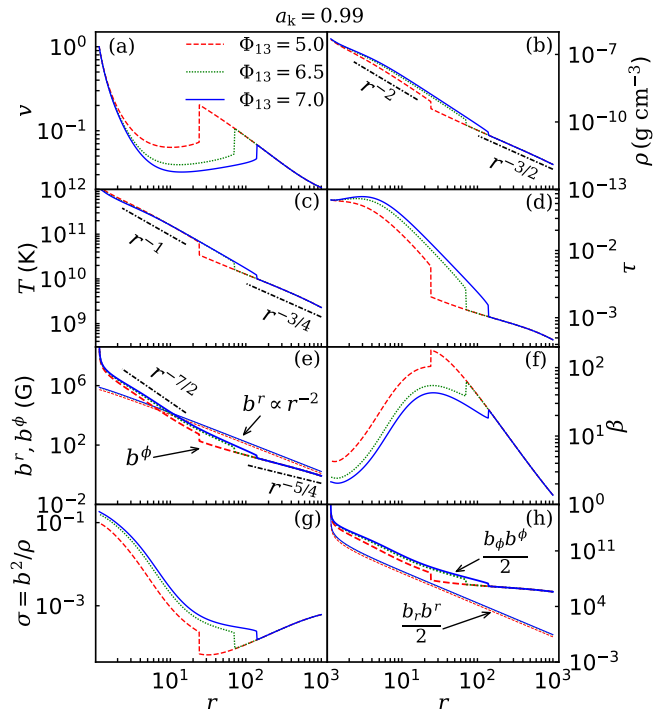 a_k = 0.99
(a)
Φ13 = 5.0
Φ13 = 6.5
Φ13 = 7.0
10^0
10^-1
10^-2
v
(b)
r^-2
r^-3/2
10^-7
10^-10
10^-13
ρ (g cm^-3)
(c)
r^-1
r^-3/4
10^12
10^11
10^10
10^9
T (K)
(d)
10^-2
10^-3
τ
(e)
r^-7/2
b^r ∝ r^-2
b^ϕ
r^-5/4
10^6
10^2
10^-2
b^r, b^ϕ (G)
(f)
10^2
10^1
10^0
β
(g)
10^-1
10^-3
σ = b^2/ρ
10^1 10^2 10^3
r
(h)
b_ϕ b^ϕ
2
b_r b^r
2
10^11
10^4
10^-3
10^1 10^2 10^3
r